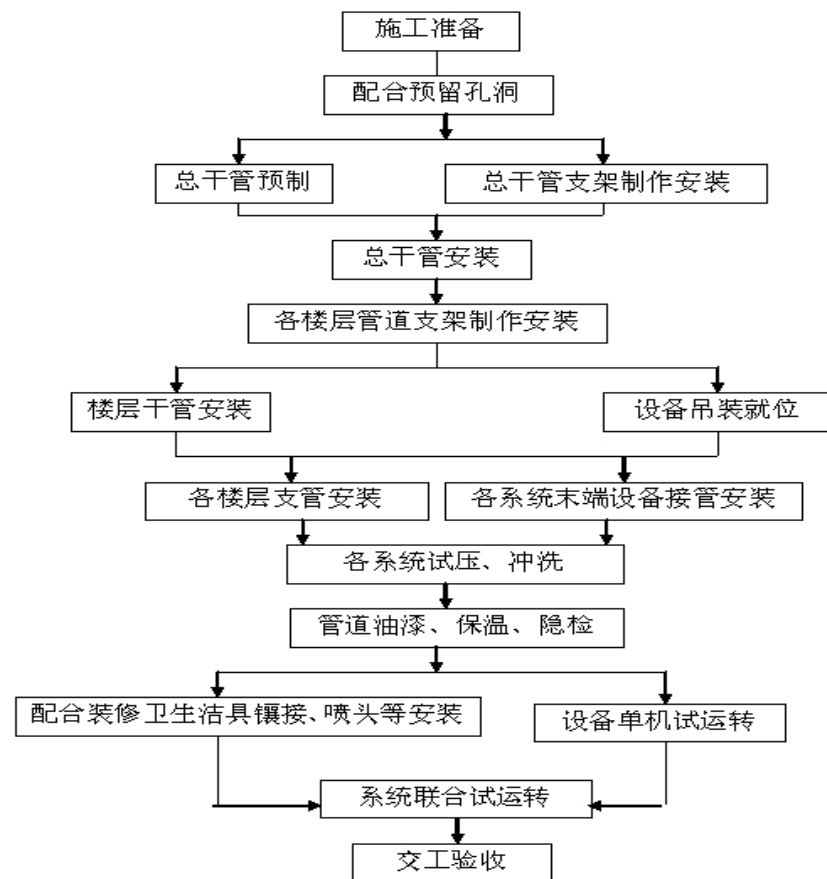 施工准备
配合预留孔洞
总干管预制
总干管支架制作安装
总干管安装
各楼层管道支架制作安装
楼层干管安装
设备吊装就位
各楼层支管安装
各系统末端设备接管安装
各系统试压、冲洗
管道油漆、保温、隐检
配合装修卫生洁具镶接、喷头等安装
设备单机试运转
系统联合试运转
交工验收